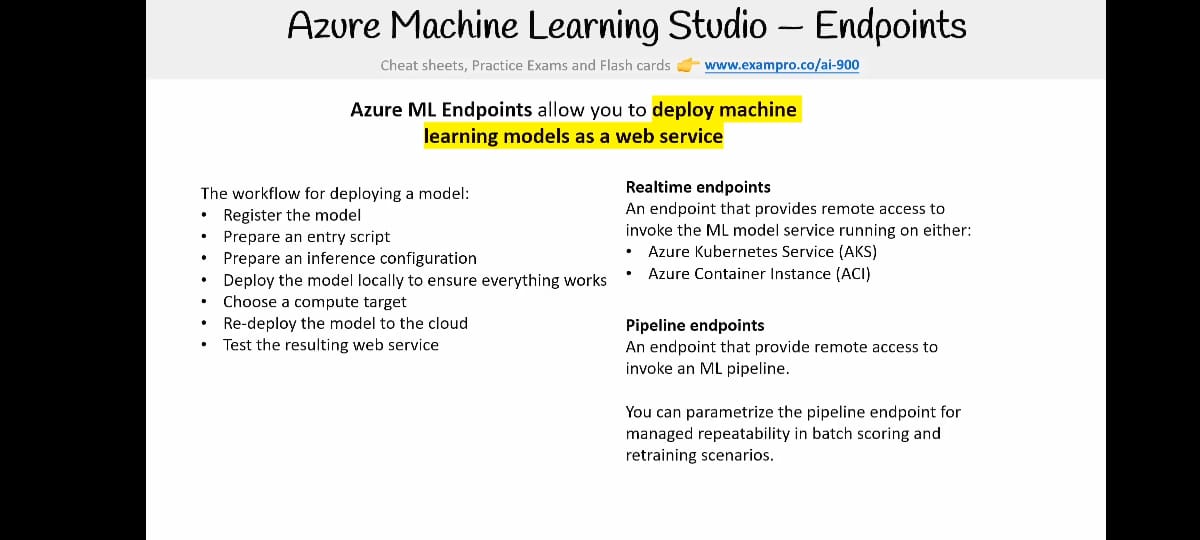 Azure Machine Learning Studio – Endpoints
Cheat sheets, Practice Exams and Flash cards 👉 www.exampro.co/ai-900
Azure ML Endpoints allow you to deploy machine
learning models as a web service
The workflow for deploying a model:
• Register the model
• Prepare an entry script
• Prepare an inference configuration
• Deploy the model locally to ensure everything works
• Choose a compute target
• Re-deploy the model to the cloud
• Test the resulting web service
Realtime endpoints
An endpoint that provides remote access to
invoke the ML model service running on either:
• Azure Kubernetes Service (AKS)
• Azure Container Instance (ACI)
Pipeline endpoints
An endpoint that provide remote access to
invoke an ML pipeline.
You can parametrize the pipeline endpoint for
managed repeatability in batch scoring and
retraining scenarios.